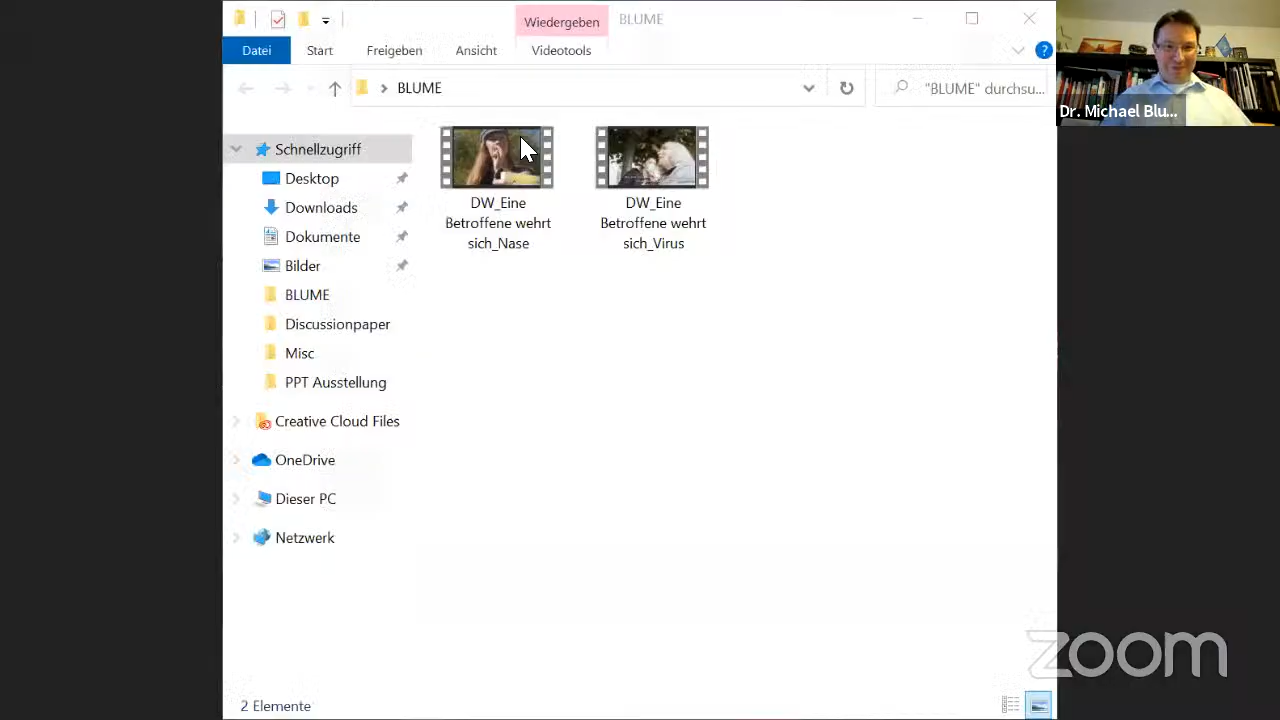 Wiedergeben
BLUME
Datei
Start
Freigeben
Ansicht
Videotools
?
BLUME
"BLUME" durchsu...
Dr. Michael Blu...
Schnellzugriff
Desktop
Downloads
Dokumente
Bilder
BLUME
Discussionpaper
Misc
PPT Ausstellung
Creative Cloud Files
OneDrive
Dieser PC
Netzwerk
DW_Eine
Betroffene wehrt
sich_Nase
DW_Eine
Betroffene wehrt
sich_Virus
2 Elemente
zoom